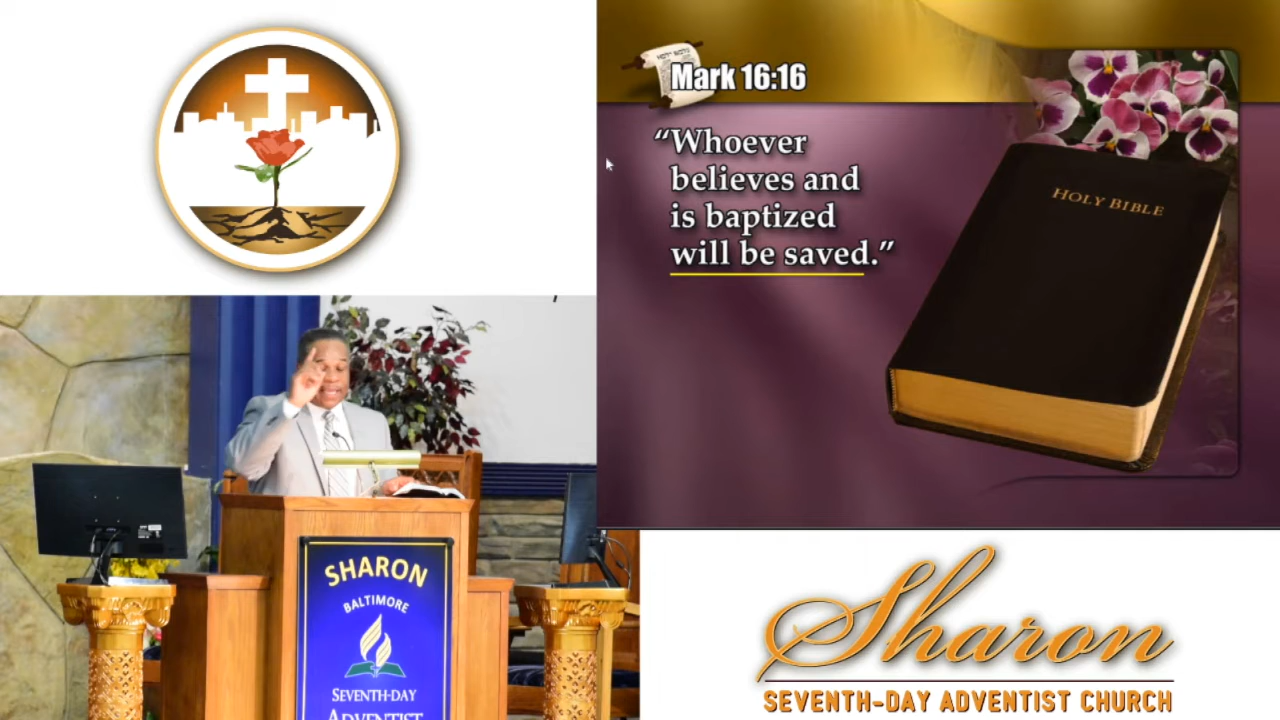 Mark 16:16
“Whoever
believes and
is baptized
will be saved.”
HOLY BIBLE
SHARON
BALTIMORE
SEVENTH-DAY
ADVENTIST
Sharon
SEVENTH-DAY ADVENTIST CHURCH